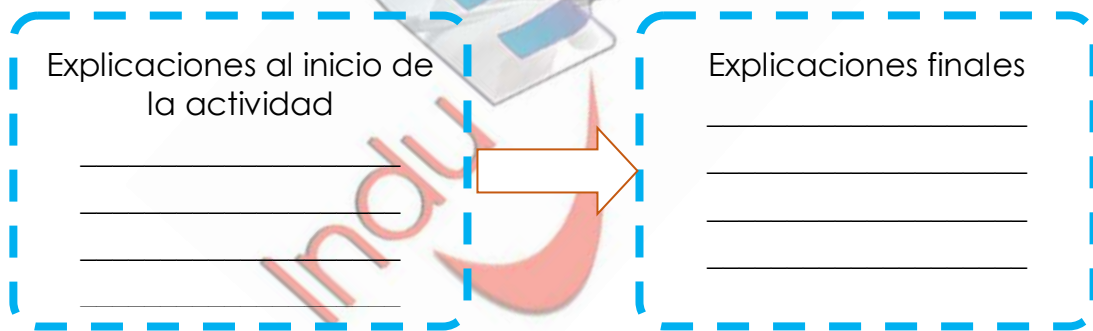 Explicaciones al inicio de
la actividad
Explicaciones finales
Indu